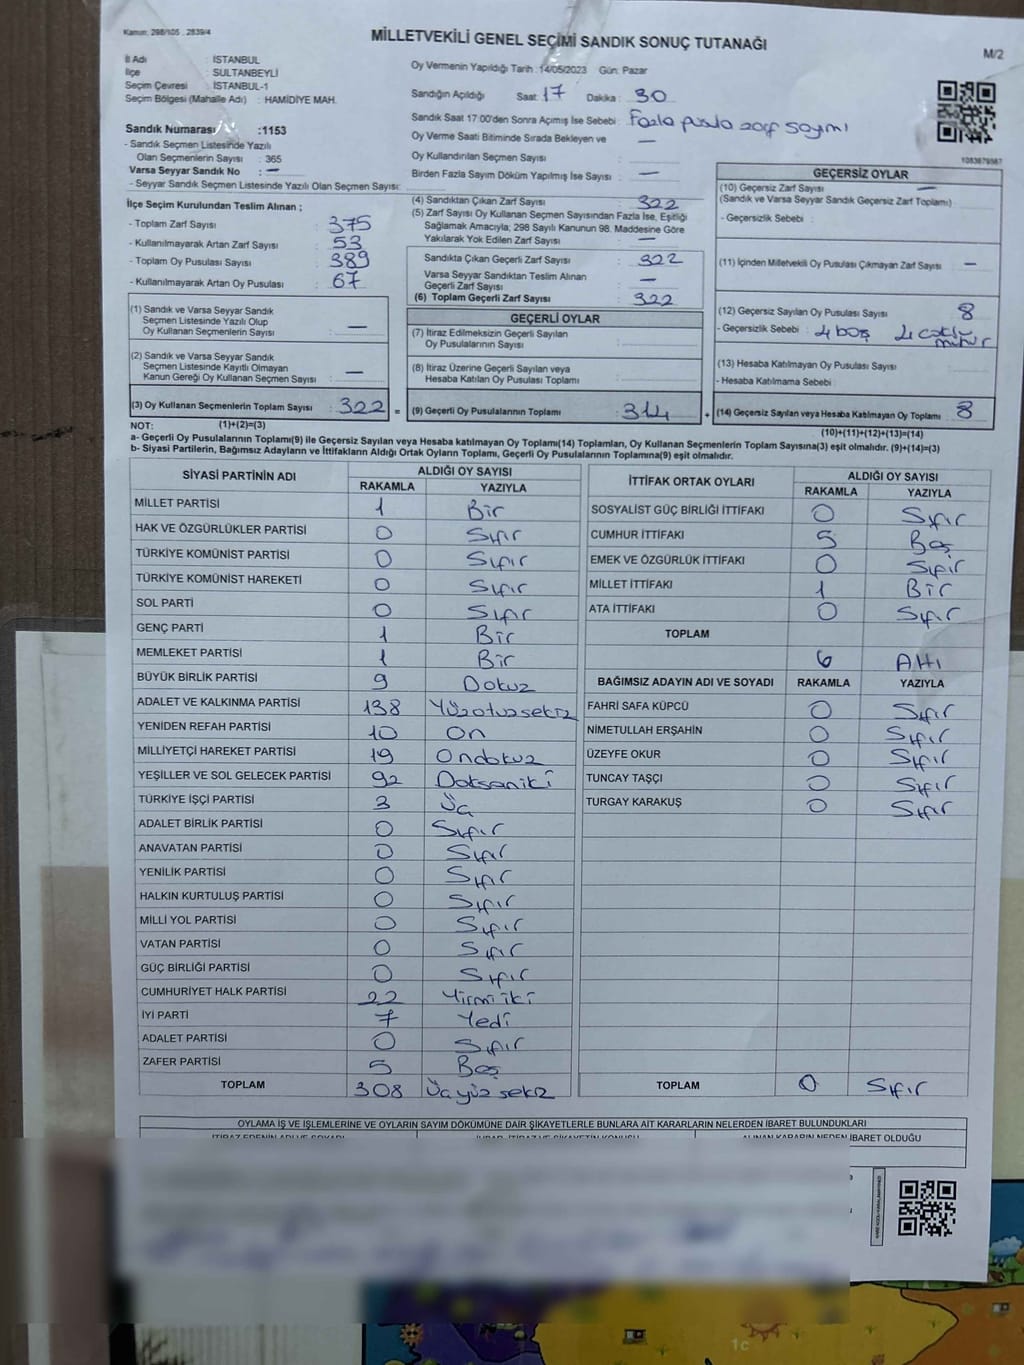 Kanun: 298/105 , 2839/4
MİLLETVEKİLİ GENEL SEÇİMİ SANDIK SONUÇ TUTANAĞI
M/2
İl Adı : İSTANBUL
İlçe : SULTANBEYLİ
Seçim Çevresi : İSTANBUL-1
Seçim Bölgesi (Mahalle Adı) : HAMİDİYE MAH.
Sandık Numarası :1153
- Sandık Seçmen Listesinde Yazılı
Olan Seçmenlerin Sayısı : 365
Varsa Seyyar Sandık No : —
- Seyyar Sandık Seçmen Listesinde Yazılı Olan Seçmen Sayısı:
Oy Vermenin Yapıldığı Tarih :14/05/2023 Gün: Pazar
Sandığın Açıldığı Saat: 17 Dakika : 30
Sandık Saat 17:00'den Sonra Açılmış İse Sebebi : Fazla pusula zarf sayımı
Oy Verme Saati Bitiminde Sırada Bekleyen ve
Oy Kullandırılan Seçmen Sayısı : —
Birden Fazla Sayım Döküm Yapılmış İse Sayısı : —
1083879987
İlçe Seçim Kurulundan Teslim Alınan ;
- Toplam Zarf Sayısı : 375
- Kullanılmayarak Artan Zarf Sayısı : 53
- Toplam Oy Pusulası Sayısı : 389
- Kullanılmayarak Artan Oy Pusulası : 67
(4) Sandıktan Çıkan Zarf Sayısı : 322
(5) Zarf Sayısı Oy Kullanan Seçmen Sayısından Fazla İse, Eşitliği
Sağlamak Amacıyla; 298 Sayılı Kanunun 98. Maddesine Göre
Yakılarak Yok Edilen Zarf Sayısı : —
Sandıkta Çıkan Geçerli Zarf Sayısı : 322
Varsa Seyyar Sandıktan Teslim Alınan
Geçerli Zarf Sayısı : —
(6) Toplam Geçerli Zarf Sayısı : 322
GEÇERSİZ OYLAR
(10) Geçersiz Zarf Sayısı : —
(Sandık ve Varsa Seyyar Sandık Geçersiz Zarf Toplamı)
- Geçersizlik Sebebi :
(11) İçinden Milletvekili Oy Pusulası Çıkmayan Zarf Sayısı : —
(12) Geçersiz Sayılan Oy Pusulası Sayısı : 8
- Geçersizlik Sebebi : 4 boş 4 çoklu mühür
(13) Hesaba Katılmayan Oy Pusulası Sayısı :
- Hesaba Katılmama Sebebi :
(14) Geçersiz Sayılan veya Hesaba Katılmayan Oy Toplamı : 8
(10)+(11)+(12)+(13)=(14)
(1) Sandık ve Varsa Seyyar Sandık
Seçmen Listesinde Yazılı Olup
Oy Kullanan Seçmenlerin Sayısı : —
(2) Sandık ve Varsa Seyyar Sandık
Seçmen Listesinde Kayıtlı Olmayan
Kanun Gereği Oy Kullanan Seçmen Sayısı : —
(3) Oy Kullanan Seçmenlerin Toplam Sayısı : 322 =
(1)+(2)=(3)
GEÇERLİ OYLAR
(7) İtiraz Edilmeksizin Geçerli Sayılan
Oy Pusulalarının Sayısı :
(8) İtiraz Üzerine Geçerli Sayılan veya
Hesaba Katılan Oy Pusulası Toplamı :
(9) Geçerli Oy Pusulalarının Toplamı : 314 +
NOT:
a- Geçerli Oy Pusulalarının Toplamı(9) ile Geçersiz Sayılan veya Hesaba katılmayan Oy Toplamı(14) Toplamları, Oy Kullanan Seçmenlerin Toplam Sayısına(3) eşit olmalıdır. (9)+(14)=(3)
b- Siyasi Partilerin, Bağımsız Adayların ve İttifakların Aldığı Ortak Oyların Toplamı, Geçerli Oy Pusulalarının Toplamına(9) eşit olmalıdır.
SİYASİ PARTİNİN ADI ALDIĞI OY SAYISI
RAKAMLA YAZIYLA
MİLLET PARTİSİ 1 Bir
HAK VE ÖZGÜRLÜKLER PARTİSİ 0 Sıfır
TÜRKİYE KOMÜNİST PARTİSİ 0 Sıfır
TÜRKİYE KOMÜNİST HAREKETİ 0 Sıfır
SOL PARTİ 0 Sıfır
GENÇ PARTİ 1 Bir
MEMLEKET PARTİSİ 1 Bir
BÜYÜK BİRLİK PARTİSİ 9 Dokuz
ADALET VE KALKINMA PARTİSİ 138 Yüzotuzsekiz
YENİDEN REFAH PARTİSİ 10 On
MİLLİYETÇİ HAREKET PARTİSİ 19 Ondokuz
YEŞİLLER VE SOL GELECEK PARTİSİ 92 Doksaniki
TÜRKİYE İŞÇİ PARTİSİ 3 Üç
ADALET BİRLİK PARTİSİ 0 Sıfır
ANAVATAN PARTİSİ 0 Sıfır
YENİLİK PARTİSİ 0 Sıfır
HALKIN KURTULUŞ PARTİSİ 0 Sıfır
MİLLİ YOL PARTİSİ 0 Sıfır
VATAN PARTİSİ 0 Sıfır
GÜÇ BİRLİĞİ PARTİSİ 0 Sıfır
CUMHURİYET HALK PARTİSİ 22 Yirmi iki
İYİ PARTİ 7 Yedi
ADALET PARTİSİ 0 Sıfır
ZAFER PARTİSİ 5 Beş
TOPLAM 308 Üçyüz sekiz
İTTİFAK ORTAK OYLARI ALDIĞI OY SAYISI
RAKAMLA YAZIYLA
SOSYALİST GÜÇ BİRLİĞİ İTTİFAKI 0 Sıfır
CUMHUR İTTİFAKI 5 Beş
EMEK VE ÖZGÜRLÜK İTTİFAKI 0 Sıfır
MİLLET İTTİFAKI 1 Bir
ATA İTTİFAKI 0 Sıfır
TOPLAM
6 Altı
BAĞIMSIZ ADAYIN ADI VE SOYADI RAKAMLA YAZIYLA
FAHRİ SAFA KÜPCÜ 0 Sıfır
NİMETULLAH ERŞAHİN 0 Sıfır
ÜZEYFE OKUR 0 Sıfır
TUNCAY TAŞÇI 0 Sıfır
TURGAY KARAKUŞ 0 Sıfır
TOPLAM 0 Sıfır
OYLAMA İŞ VE İŞLEMLERİNE VE OYLARIN SAYIM DÖKÜMÜNE DAİR ŞİKAYETLERLE BUNLARA AİT KARARLARIN NELERDEN İBARET BULUNDUKLARI
İTİRAZ EDENİN ADI VE SOYADI İHBAR, İTİRAZ VE ŞİKAYETİN KONUSU ALINAN KARARIN NEDEN İBARET OLDUĞU
1c